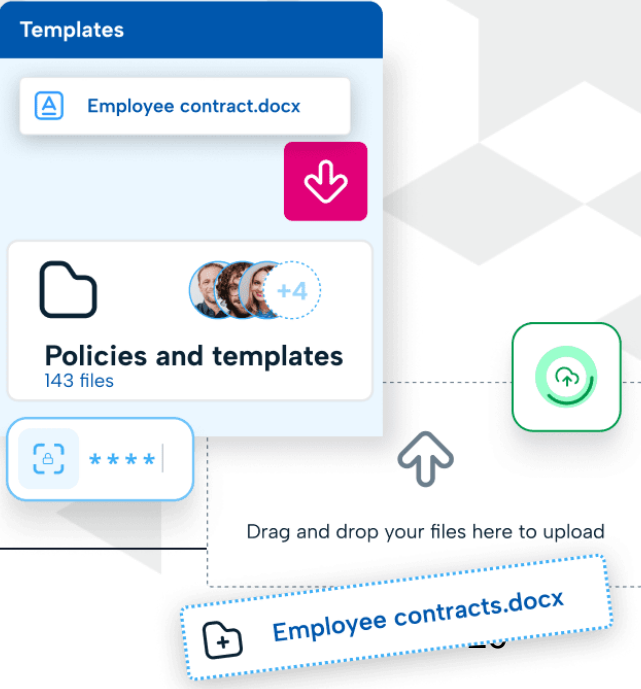 Templates
Employee contract.docx
+4
Policies and templates
143 files
****
Drag and drop your files here to upload
Employee contracts.docx